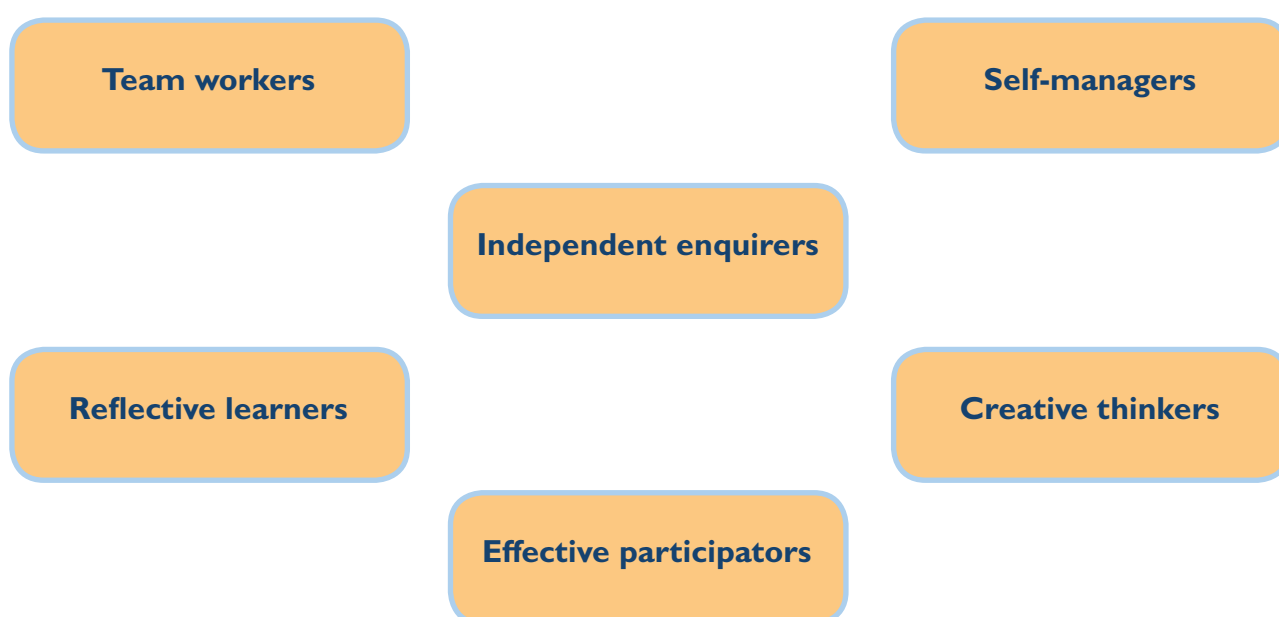 Team workers
Self-managers
Independent enquirers
Reflective learners
Creative thinkers
Effective participators